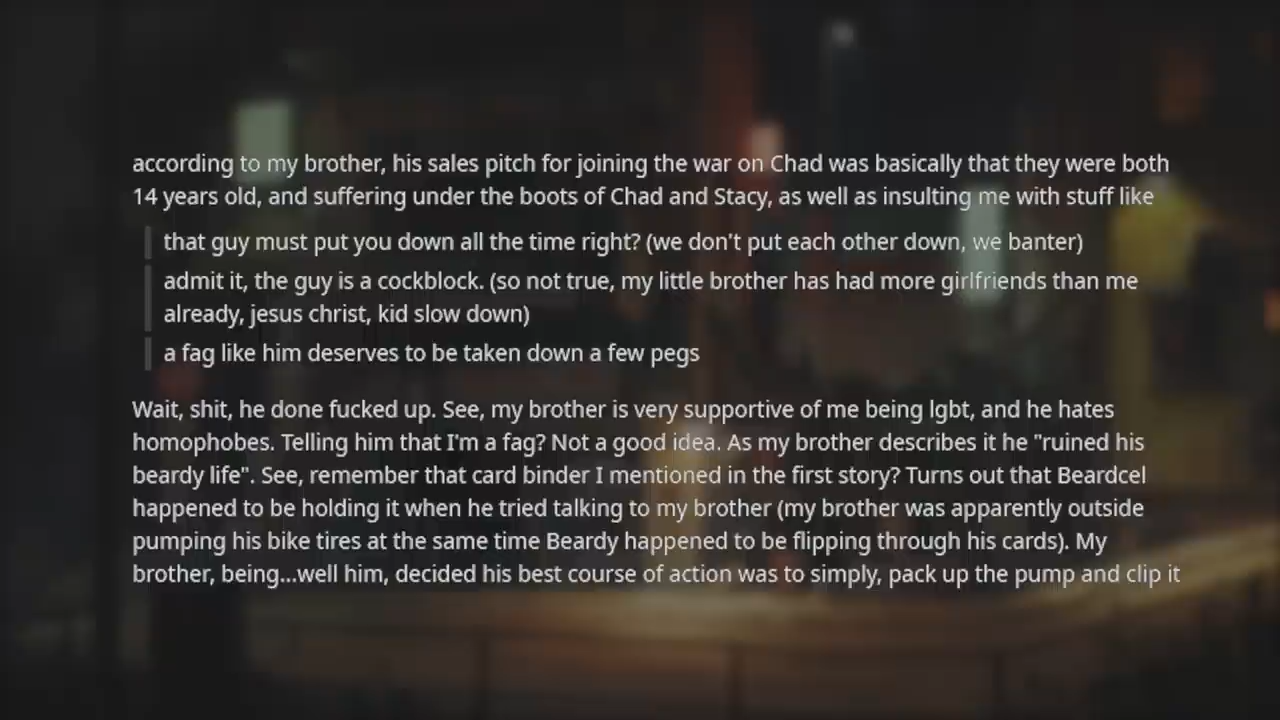 according to my brother, his sales pitch for joining the war on Chad was basically that they were both
14 years old, and suffering under the boots of Chad and Stacy, as well as insulting me with stuff like
that guy must put you down all the time right? (we don't put each other down, we banter)
admit it, the guy is a cockblock. (so not true, my little brother has had more girlfriends than me
already, jesus christ, kid slow down)
a fag like him deserves to be taken down a few pegs
Wait, shit, he done fucked up. See, my brother is very supportive of me being lgbt, and he hates
homophobes. Telling him that I'm a fag? Not a good idea. As my brother describes it he "ruined his
beardy life". See, remember that card binder I mentioned in the first story? Turns out that Beardcel
happened to be holding it when he tried talking to my brother (my brother was apparently outside
pumping his bike tires at the same time Beardy happened to be flipping through his cards). My
brother, being...well him, decided his best course of action was to simply, pack up the pump and clip it